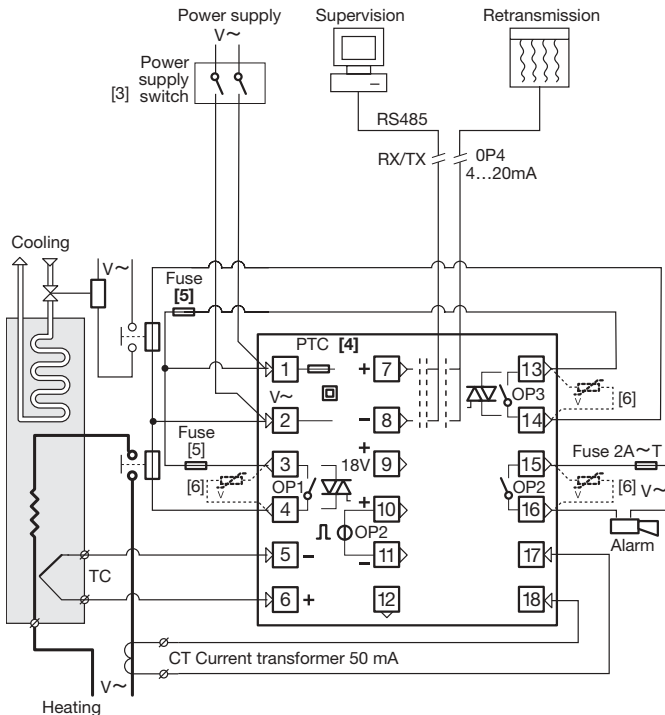 Power supply
Supervision
Retransmission
V~
Power
supply
switch
[3]
RS485
RX/TX
0P4
4...20mA
Cooling
V~
Fuse
[5]
PTC [4]
1
+ 7
13
OP3
[6]
V~
2
- 8
14
Fuse
[5]
3
+
18V 9
15
Fuse 2A~T
[6]
OP1
OP2
[6]
V~
4
+
10
16
OP2
Alarm
5 -
- 11
17
TC
6 +
12
18
CT Current transformer 50 mA
V~
Heating